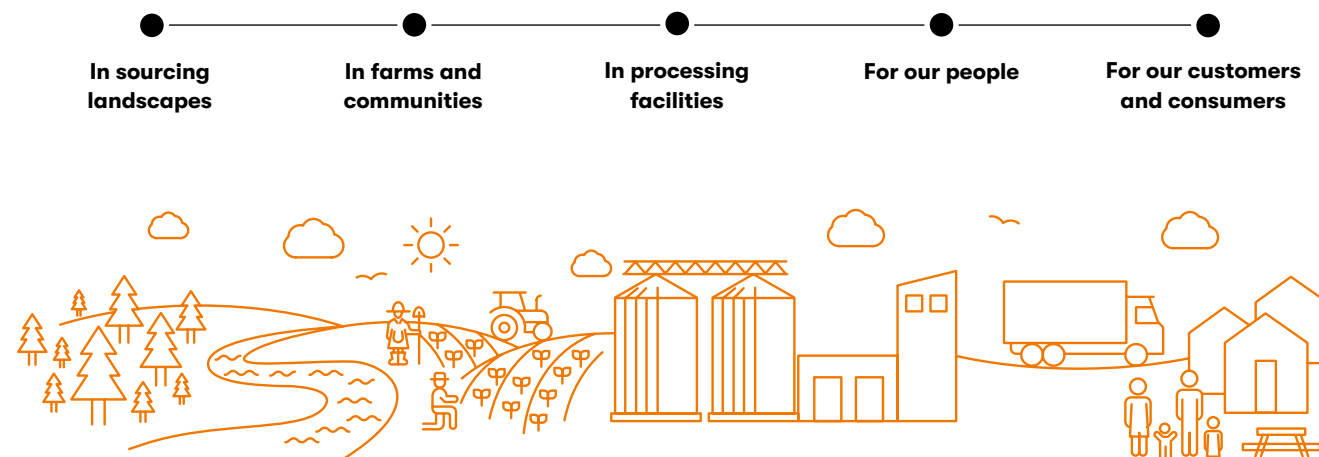 In sourcing
landscapes
In farms and
communities
In processing
facilities
For our people
For our customers
and consumers